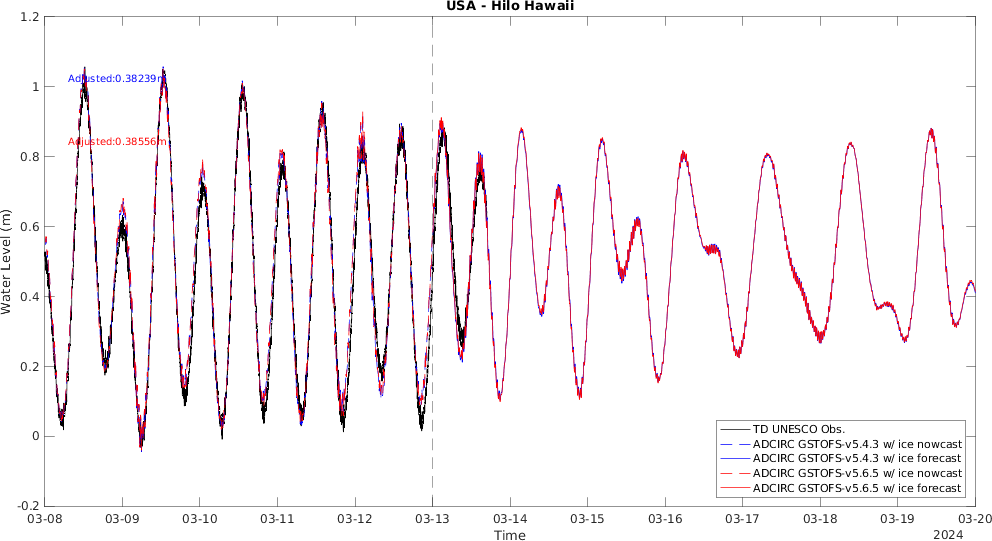 USA - Hilo Hawaii
1.2
1
0.8
0.6
0.4
0.2
0
-0.2
Water Level (m)
Adjusted:0.38239m
Adjusted:0.38556m
TD UNESCO Obs.
ADCIRC GSTOFS-v5.4.3 w/ ice nowcast
ADCIRC GSTOFS-v5.4.3 w/ ice forecast
ADCIRC GSTOFS-v5.6.5 w/ ice nowcast
ADCIRC GSTOFS-v5.6.5 w/ ice forecast
03-08 03-09 03-10 03-11 03-12 03-13 03-14 03-15 03-16 03-17 03-18 03-19 03-20
Time
2024